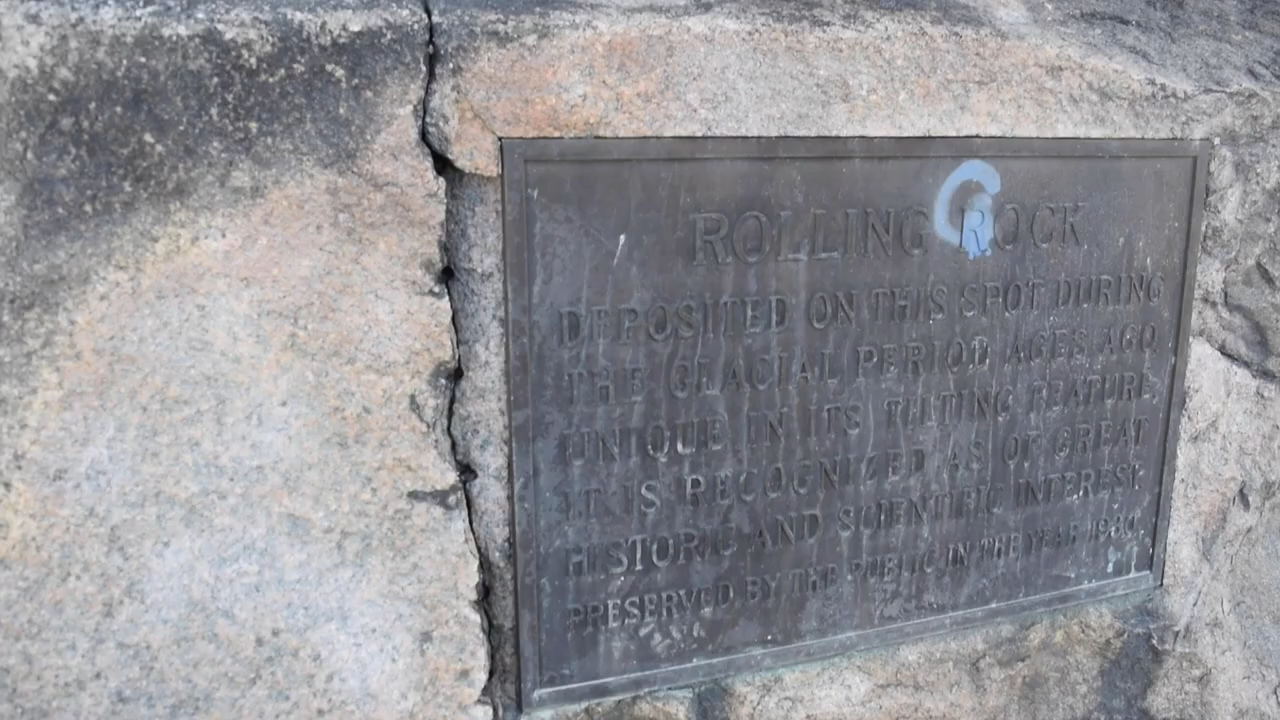 ROLLING ROCK
DEPOSITED ON THIS SPOT DURING
THE GLACIAL PERIOD AGES AGO.
UNIQUE IN ITS TILTING FEATURE,
IT IS RECOGNIZED AS OF GREAT
HISTORIC AND SCIENTIFIC INTEREST.
PRESERVED BY THE PUBLIC IN THE YEAR 1930.